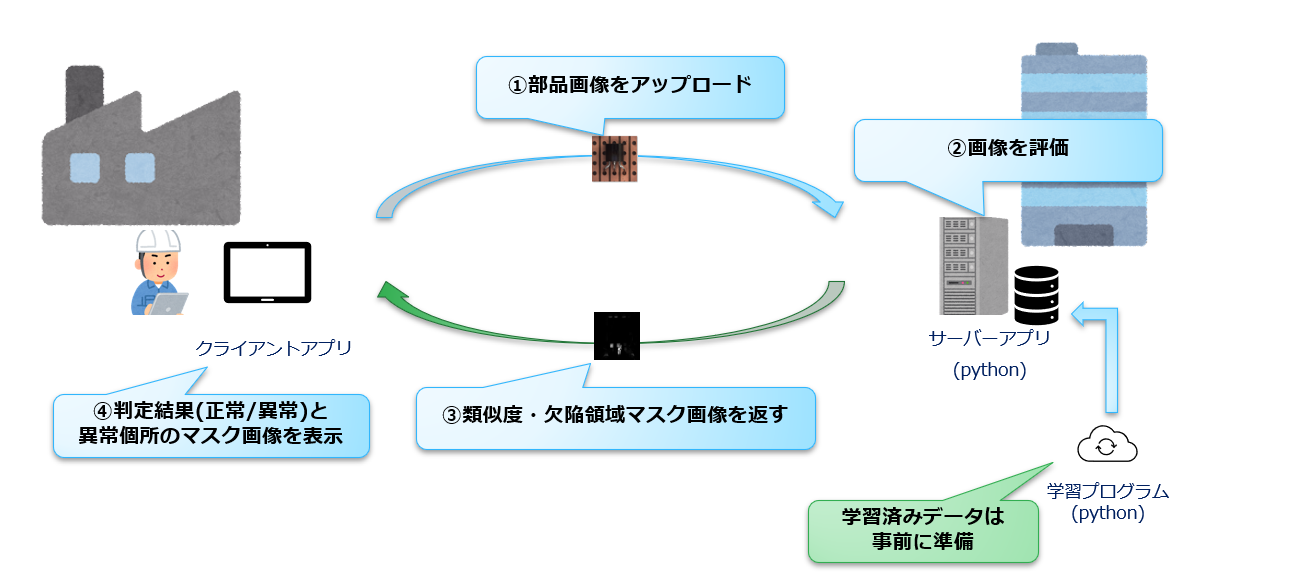 ①部品画像をアップロード
②画像を評価
サーバーアプリ
(python)
クライアントアプリ
③類似度・欠陥領域マスク画像を返す
④判定結果(正常/異常)と
異常個所のマスク画像を表示
学習プログラム
(python)
学習済みデータは
事前に準備